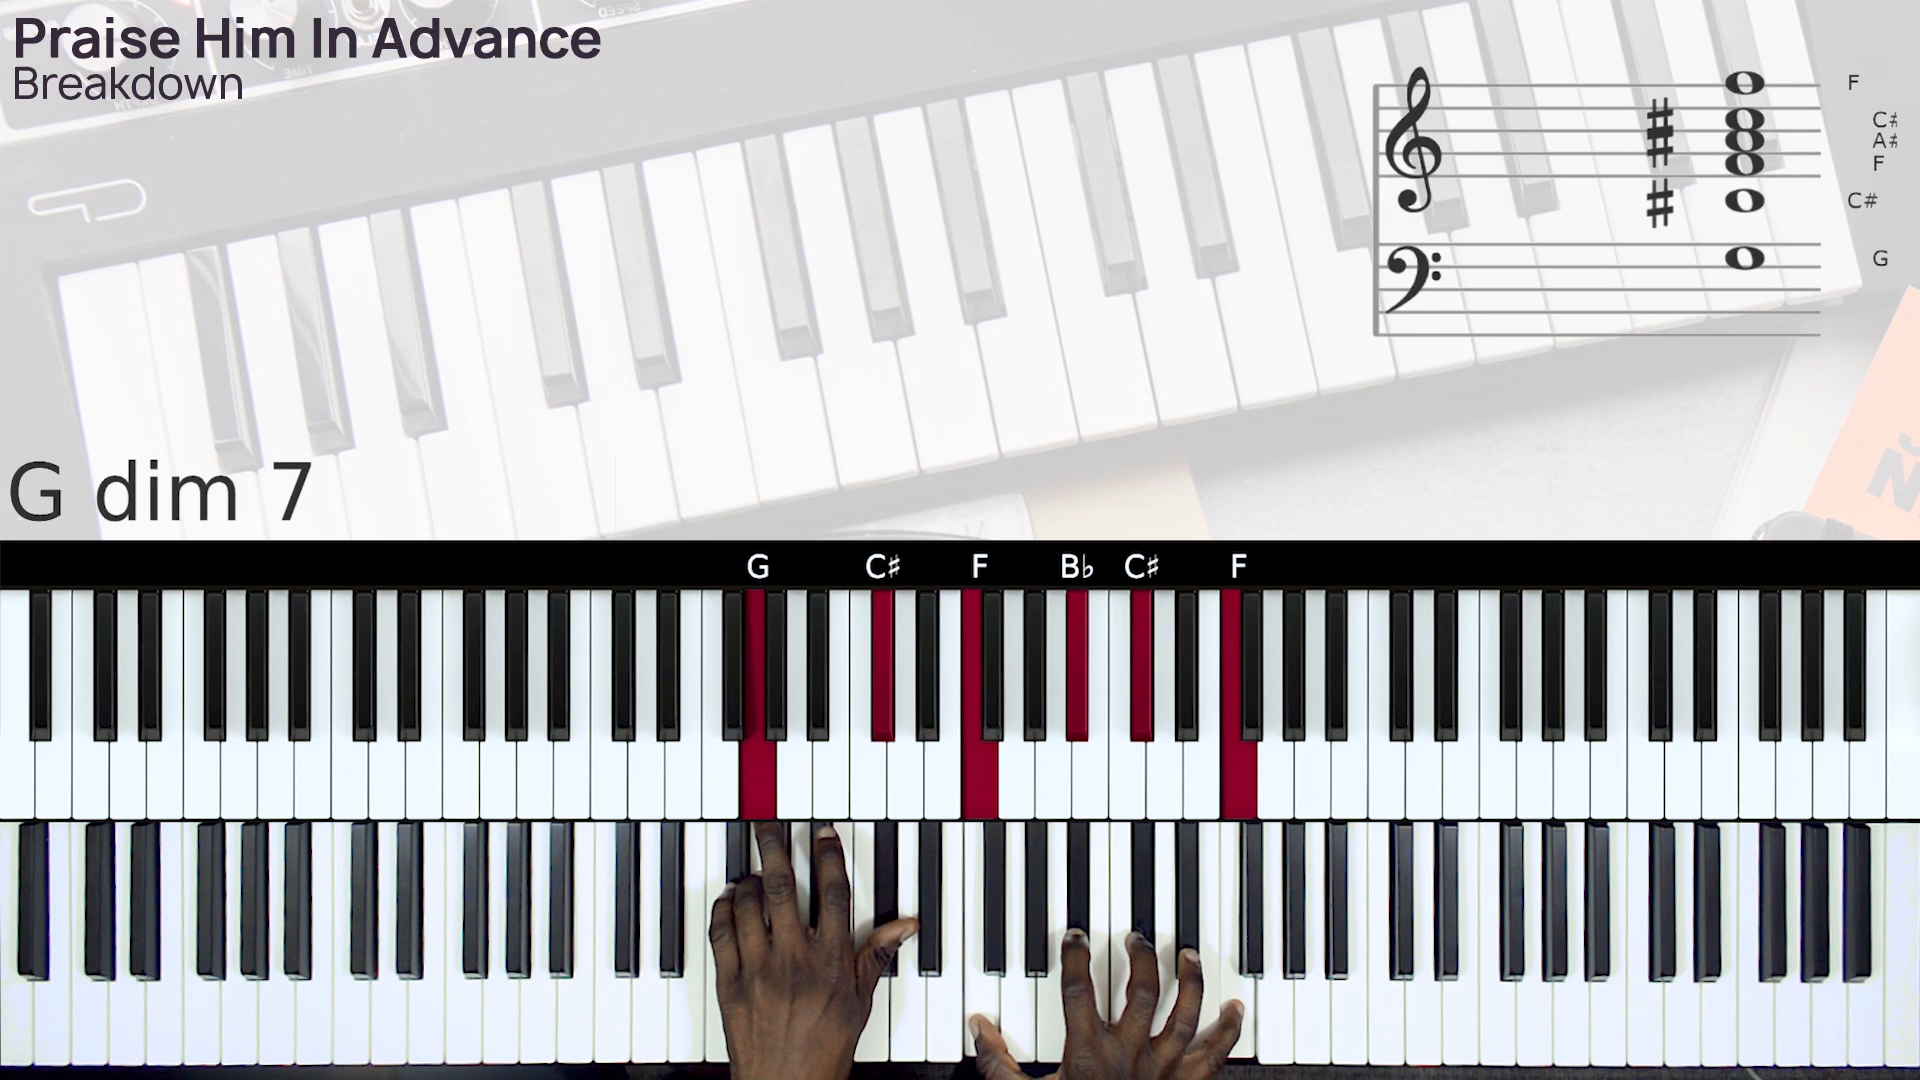 Praise Him In Advance
Breakdown
F
C#
A#
F
C#
G
G dim 7
G C♯ F B♭ C♯ F